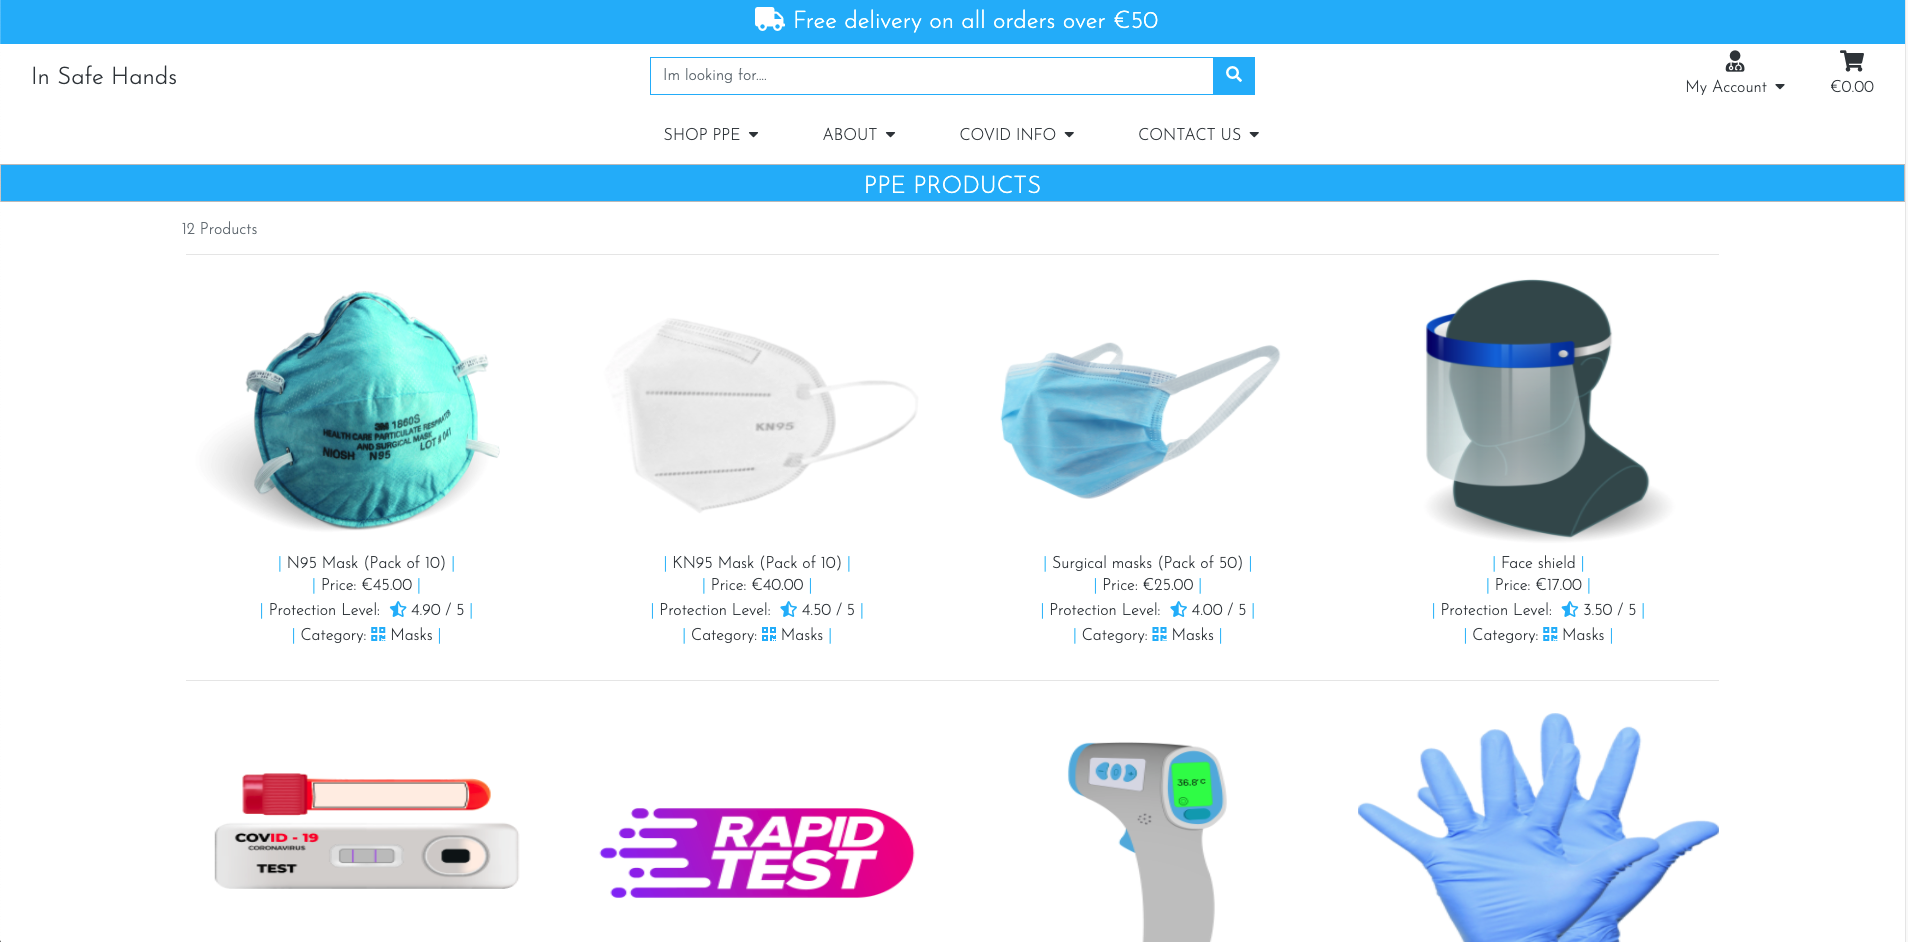 Free delivery on all orders over €50
In Safe Hands
Im looking for....
My Account
€0.00
SHOP PPE
ABOUT
COVID INFO
CONTACT US
PPE PRODUCTS
12 Products
3M 1860S
HEALTH CARE PARTICULATE RESPIRATOR
AND SURGICAL MASK
NIOSH N95 LOT # 041
KN95
| N95 Mask (Pack of 10) |
| Price: €45.00 |
| Protection Level: 4.90 / 5 |
| Category: Masks |
| KN95 Mask (Pack of 10) |
| Price: €40.00 |
| Protection Level: 4.50 / 5 |
| Category: Masks |
| Surgical masks (Pack of 50) |
| Price: €25.00 |
| Protection Level: 4.00 / 5 |
| Category: Masks |
| Face shield |
| Price: €17.00 |
| Protection Level: 3.50 / 5 |
| Category: Masks |
COVID - 19
CORONAVIRUS
TEST
RAPID
TEST
36.8°C